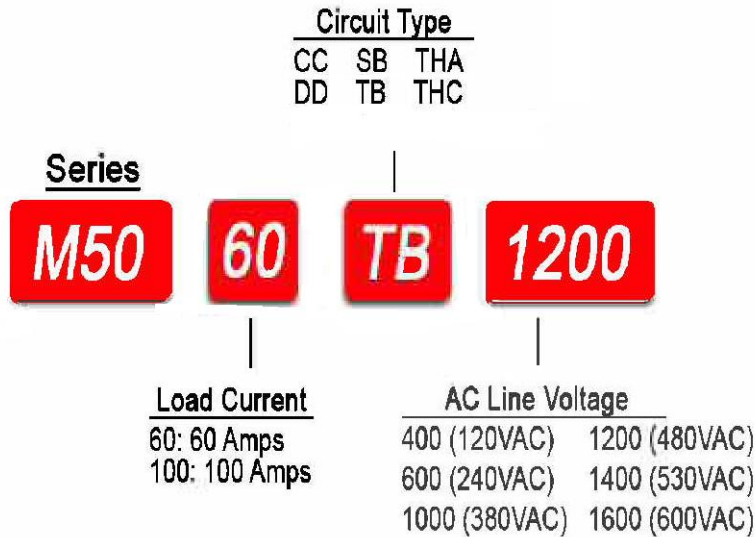 Circuit Type
CC SB THA
DD TB THC
Series
M50 60 TB 1200
Load Current
60: 60 Amps
100: 100 Amps
AC Line Voltage
400 (120VAC) 1200 (480VAC)
600 (240VAC) 1400 (530VAC)
1000 (380VAC) 1600 (600VAC)